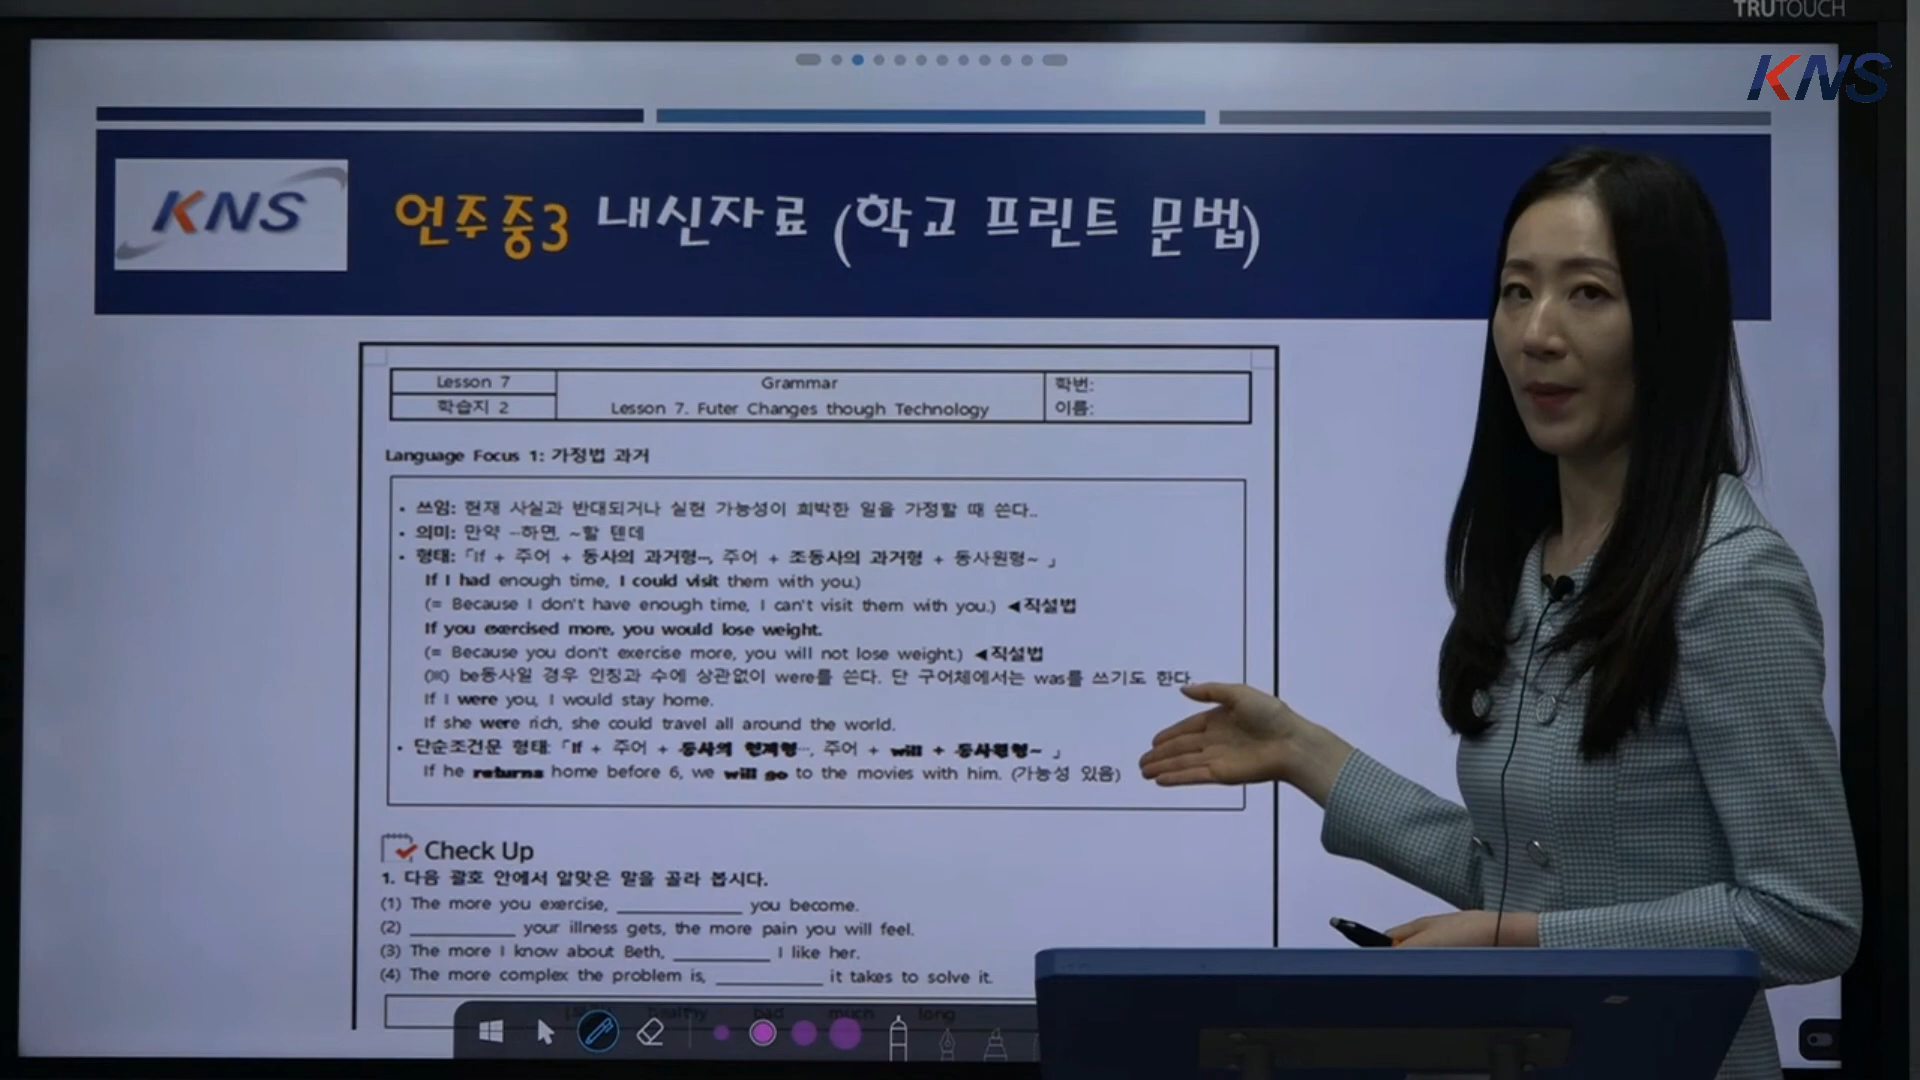 TRUTOUCH
KNS
KNS
언주중3 내신자료 (학교 프린트 문법)
Lesson 7
학습지 2
Grammar
Lesson 7. Futer Changes though Technology
학번:
이름:
Language Focus 1: 가정법 과거
• 쓰임: 현재 사실과 반대되거나 실현 가능성이 희박한 일을 가정할 때 쓴다..
• 의미: 만약 …하면, ~할 텐데
• 형태: 「If + 주어 + 동사의 과거형…, 주어 + 조동사의 과거형 + 동사원형~ 」
If I had enough time, I could visit them with you.)
(= Because I don't have enough time, I can't visit them with you.) ◀직설법
If you exercised more, you would lose weight.
(= Because you don't exercise more, you will not lose weight.) ◀직설법
(※) be동사일 경우 인칭과 수에 상관없이 were를 쓴다. 단 구어체에서는 was를 쓰기도 한다.
If I were you, I would stay home.
If she were rich, she could travel all around the world.
• 단순조건문 형태: 「If + 주어 + 동사의 현재형…, 주어 + will + 동사원형~ 」
If he returns home before 6, we will go to the movies with him. (가능성 있음)
Check Up
1. 다음 괄호 안에서 알맞은 말을 골라 봅시다.
(1) The more you exercise, ____________ you become.
(2) __________ your illness gets, the more pain you will feel.
(3) The more I know about Beth, _________ I like her.
(4) The more complex the problem is, __________ it takes to solve it.
healthy bad much long